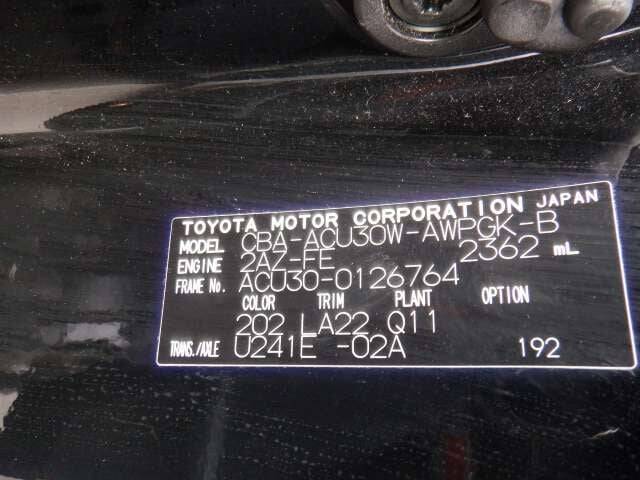 TOYOTA MOTOR CORPORATION JAPAN
MODEL CBA-ACU30W-AWPGK-B
ENGINE 2AZ-FE 2362 mL
FRAME No. ACU30-0126764
COLOR TRIM PLANT OPTION
202 LA22 Q11
TRANS./AXLE U241E -02A 192